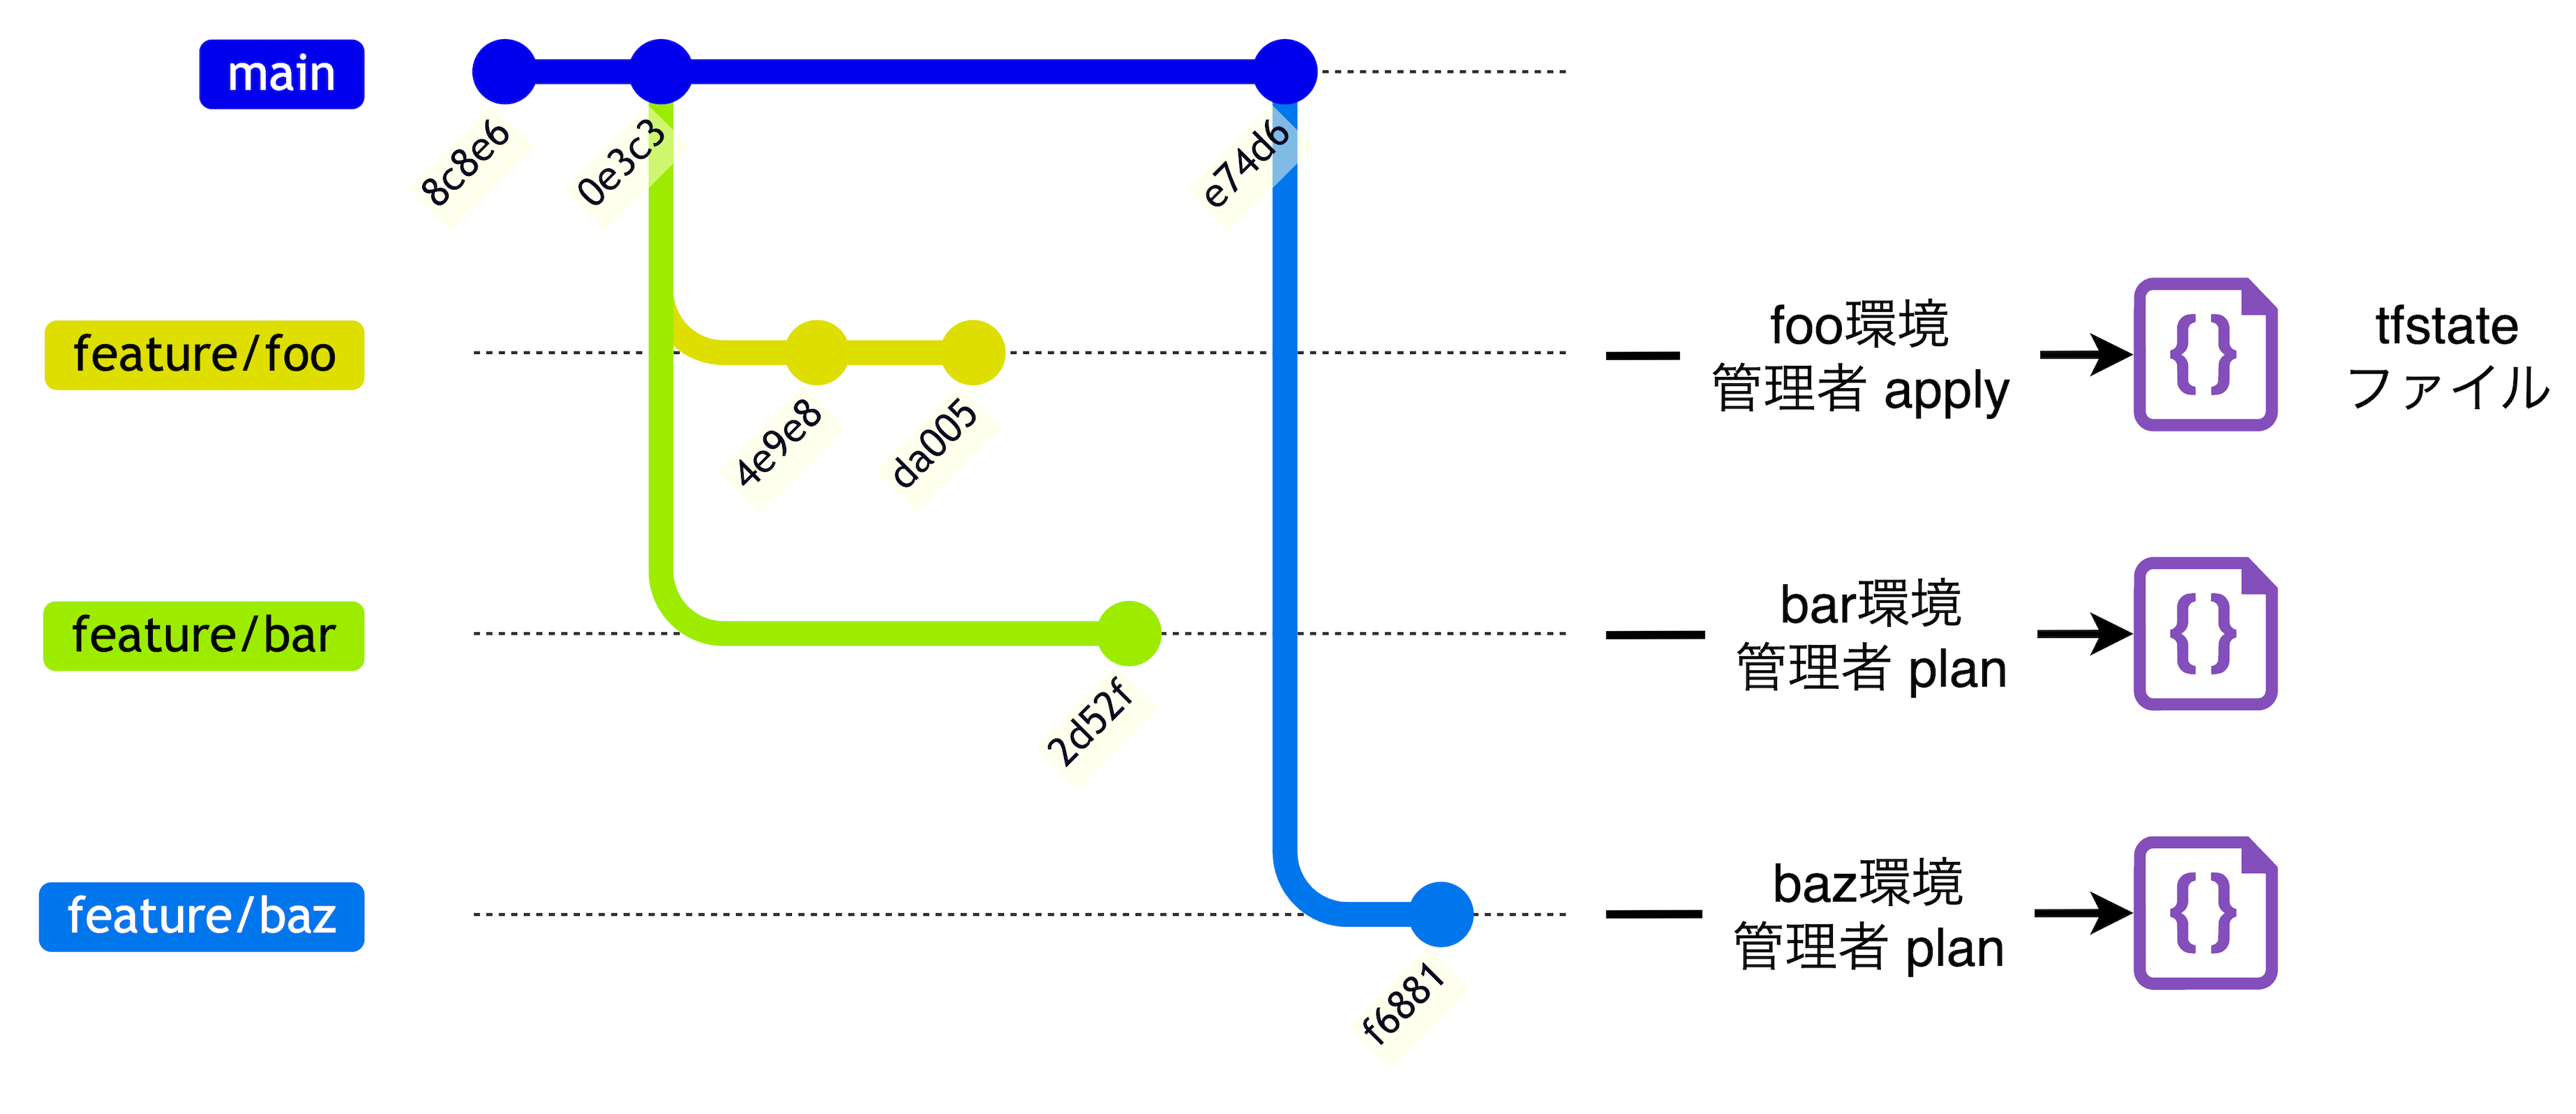 main
8c8e6
0e3c3
e74d6
feature/foo
4e9e8
da005
foo環境
管理者 apply
tfstate
ファイル
feature/bar
2d52f
bar環境
管理者 plan
feature/baz
f6881
baz環境
管理者 plan